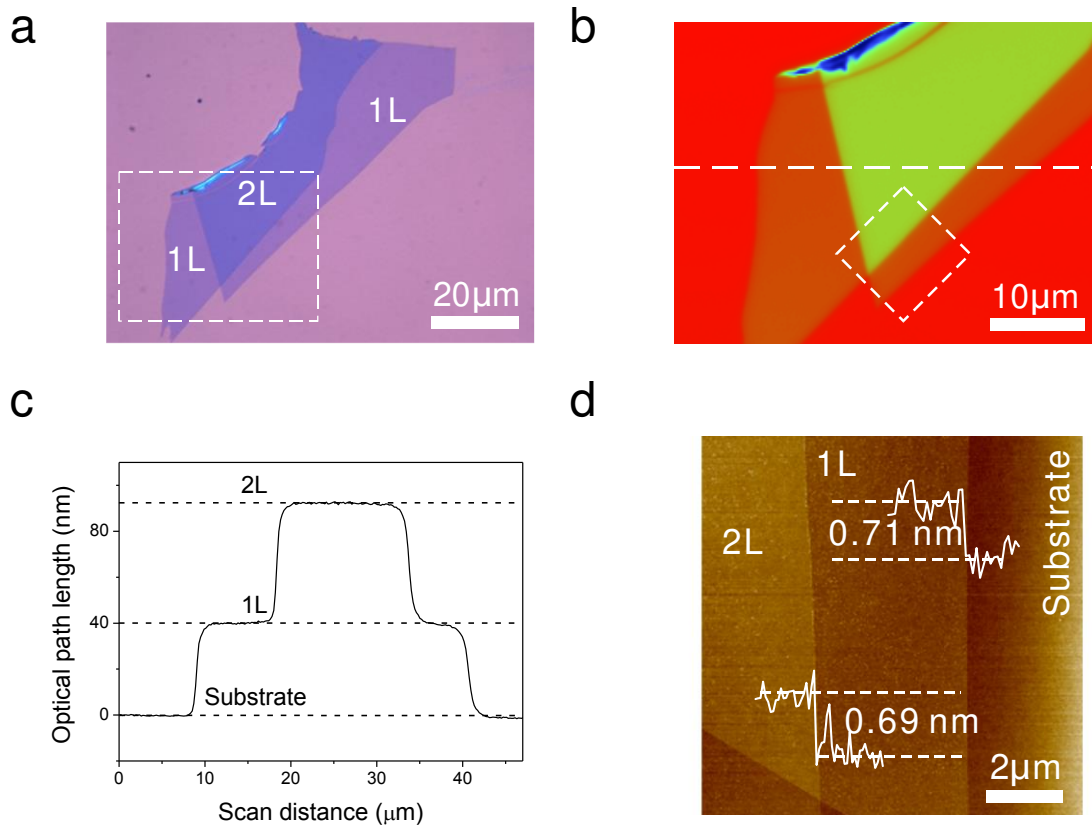 a
1L
2L
1L
20μm
b
10μm
c
Optical path length (nm)
80
40
0
2L
1L
Substrate
0
10
20
30
40
Scan distance (μm)
d
1L
0.71 nm
2L
Substrate
0.69 nm
2μm